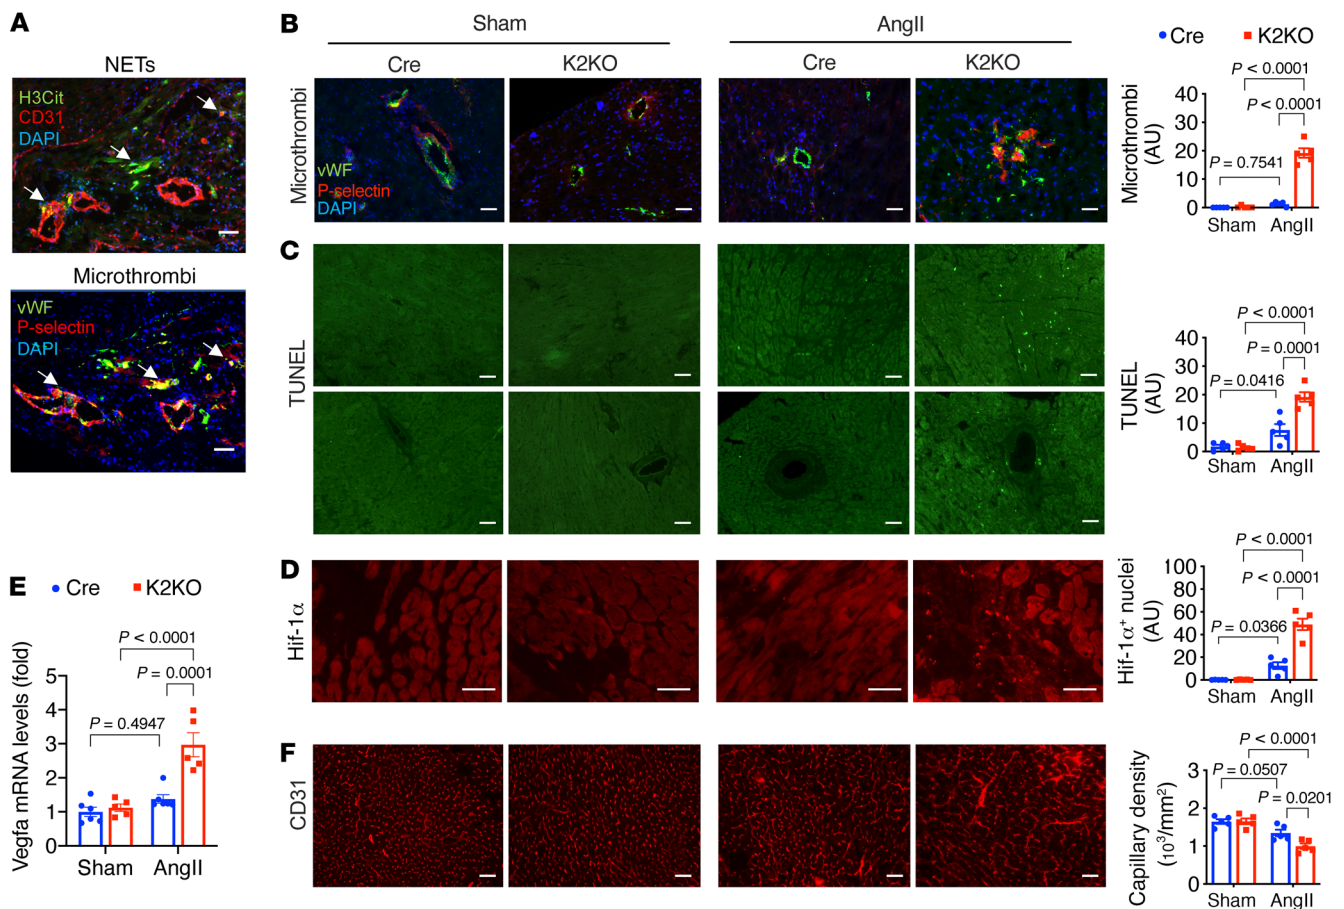 A
NETs
H3Cit
CD31
DAPI
Microthrombi
vWF
P-selectin
DAPI
B
Sham
AngII
Cre
K2KO
Cre
K2KO
Microthrombi
vWF
P-selectin
DAPI
Cre
K2KO
P < 0.0001
P < 0.0001
P = 0.7541
Microthrombi
(AU)
40
30
20
10
0
Sham
AngII
C
TUNEL
P < 0.0001
P = 0.0001
P = 0.0416
TUNEL
(AU)
40
30
20
10
0
Sham
AngII
D
Hif-1α
P < 0.0001
P < 0.0001
P = 0.0366
Hif-1α+ nuclei
(AU)
100
80
60
40
20
0
Sham
AngII
E
Cre
K2KO
P < 0.0001
P = 0.0001
P = 0.4947
Vegfa mRNA levels (fold)
5
4
3
2
1
0
Sham
AngII
F
CD31
P < 0.0001
P = 0.0507
P = 0.0201
Capillary density
(10³/mm²)
3
2
1
0
Sham
AngII